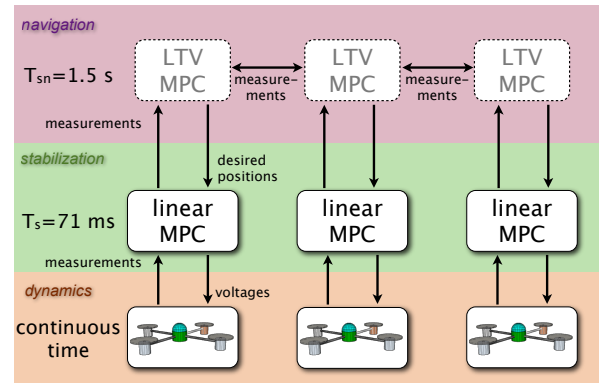 navigation
LTV
MPC
LTV
MPC
LTV
MPC
Tsn=1.5 s
measure-
ments
measure-
ments
measurements
stabilization
desired
positions
linear
MPC
linear
MPC
linear
MPC
Ts=71 ms
measurements
dynamics
voltages
continuous
time